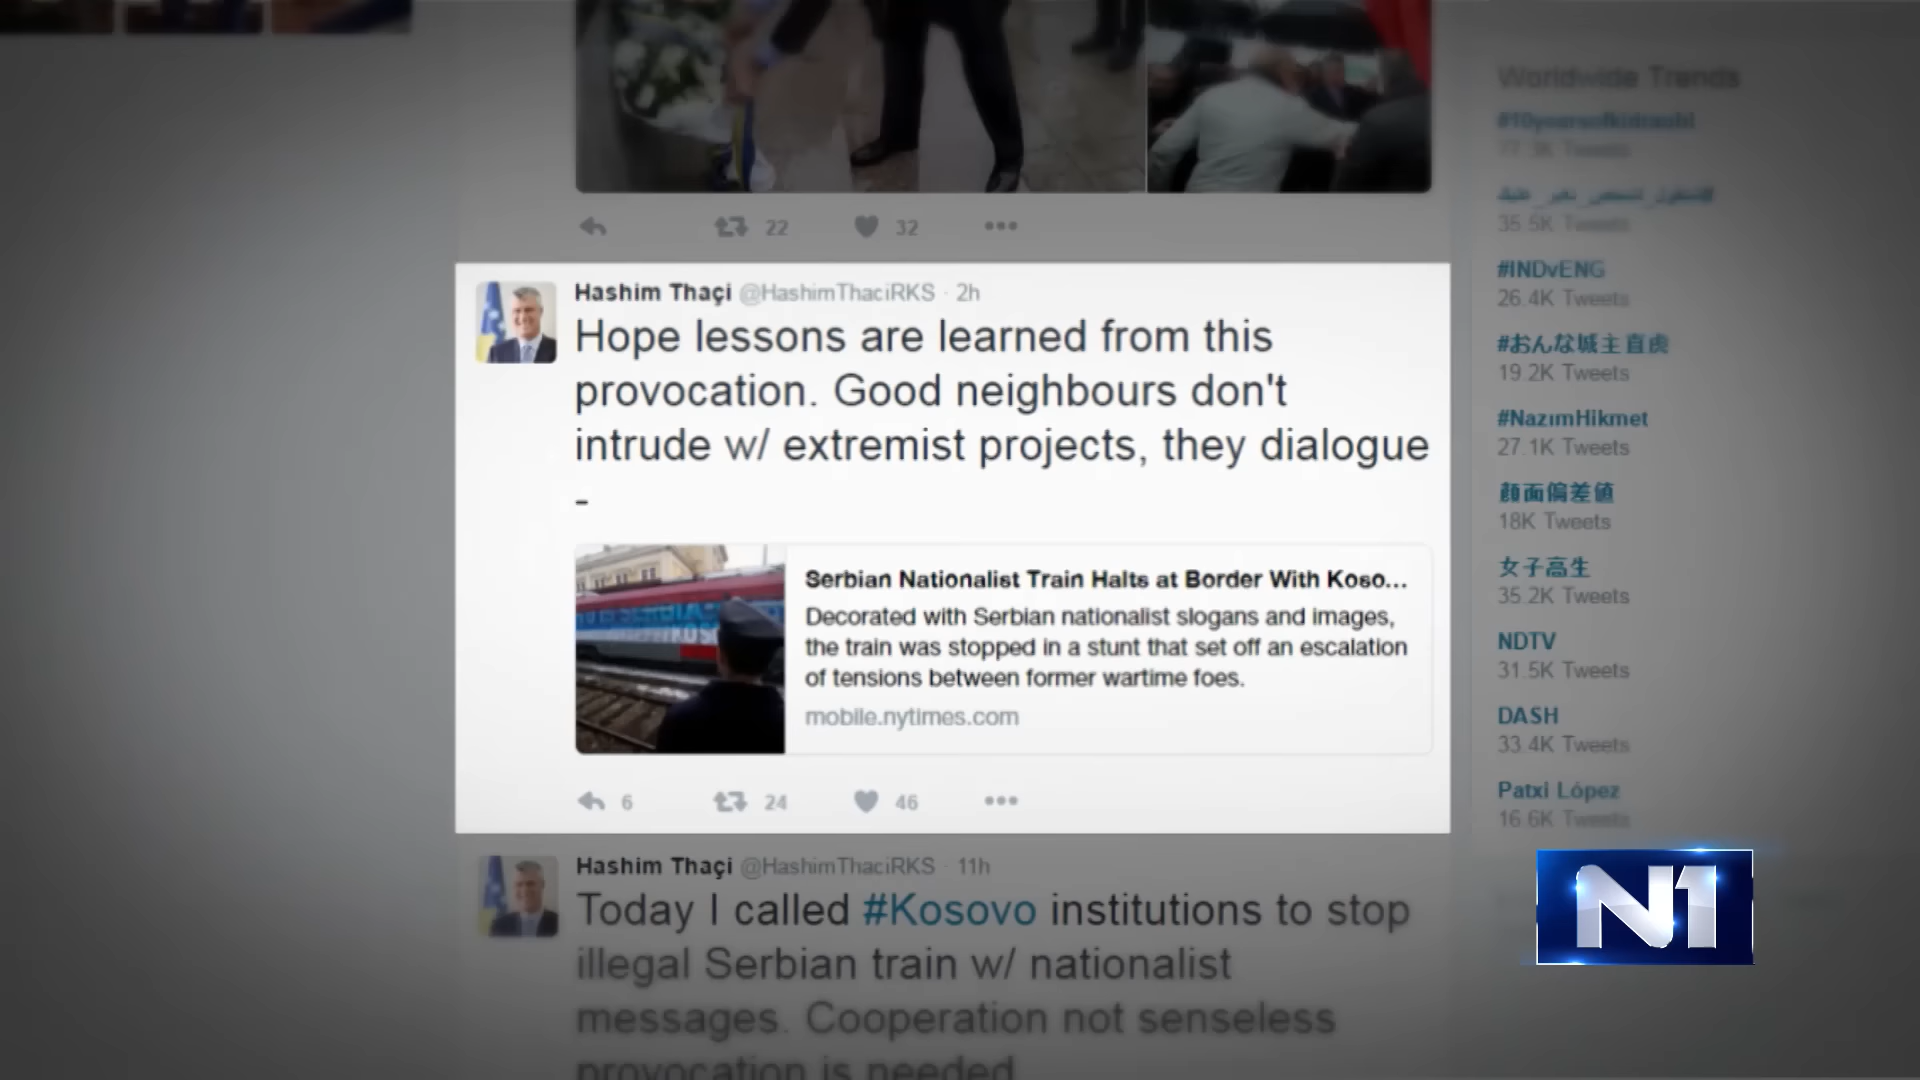 22 32
Hashim Thaçi @HashimThaciRKS · 2h
Hope lessons are learned from this
provocation. Good neighbours don't
intrude w/ extremist projects, they dialogue
-
Serbian Nationalist Train Halts at Border With Koso...
Decorated with Serbian nationalist slogans and images,
the train was stopped in a stunt that set off an escalation
of tensions between former wartime foes.
mobile.nytimes.com
6 24 46
Hashim Thaçi @HashimThaciRKS · 11h
Today I called #Kosovo institutions to stop
illegal Serbian train w/ nationalist
messages. Cooperation not senseless
provocation is needed
Worldwide Trends
35.5K Tweets
#INDvENG
26.4K Tweets
#おんな城主直虎
19.2K Tweets
#NazımHikmet
27.1K Tweets
顔面偏差値
18K Tweets
女子高生
35.2K Tweets
NDTV
31.5K Tweets
DASH
33.4K Tweets
Patxi López
16.6K Tweets
N1